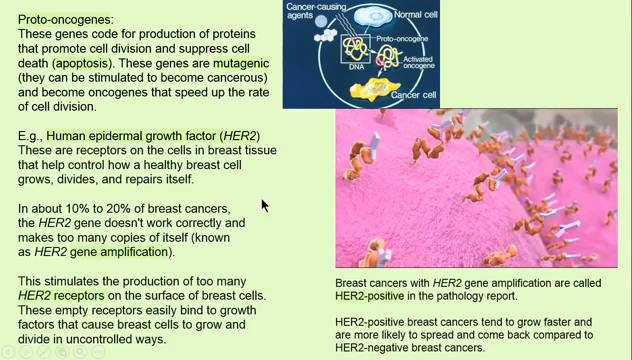 Proto-oncogenes:
These genes code for production of proteins
that promote cell division and suppress cell
death (apoptosis). These genes are mutagenic
(they can be stimulated to become cancerous)
and become oncogenes that speed up the rate
of cell division.
E.g., Human epidermal growth factor (HER2)
These are receptors on the cells in breast tissue
that help control how a healthy breast cell
grows, divides, and repairs itself.
In about 10% to 20% of breast cancers,
the HER2 gene doesn't work correctly and
makes too many copies of itself (known
as HER2 gene amplification).
This stimulates the production of too many
HER2 receptors on the surface of breast cells.
These empty receptors easily bind to growth
factors that cause breast cells to grow and
divide in uncontrolled ways.
Cancer-causing
agents
Normal cell
Proto-oncogene
DNA
Activated
oncogene
Cancer cell
Breast cancers with HER2 gene amplification are called
HER2-positive in the pathology report.
HER2-positive breast cancers tend to grow faster and
are more likely to spread and come back compared to
HER2-negative breast cancers.